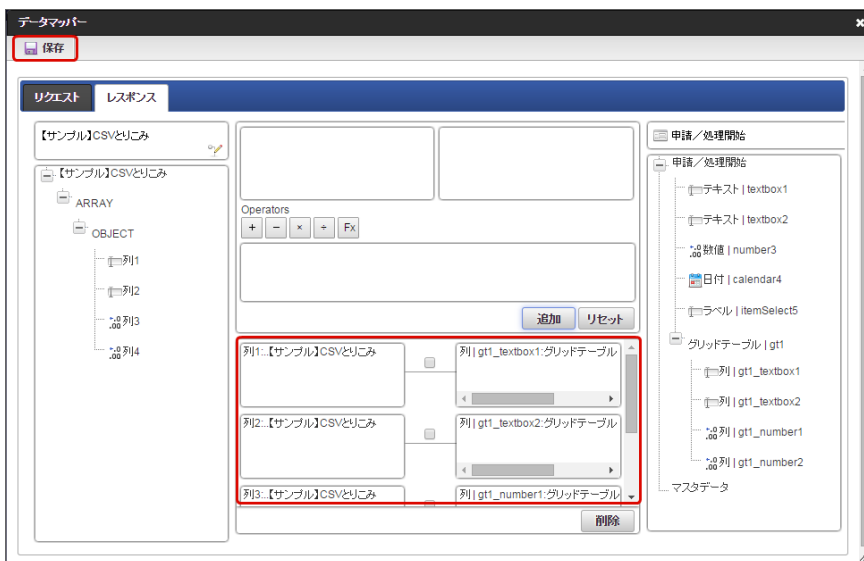 データマッパー
保存
リクエスト レスポンス
【サンプル】CSVとりこみ
【サンプル】CSVとりこみ
ARRAY
OBJECT
列1
列2
列3
列4
Operators
+ − × ÷ Fx
追加 リセット
列1:..【サンプル】CSVとりこみ 列 | gt1_textbox1:グリッドテーブル
列2:..【サンプル】CSVとりこみ 列 | gt1_textbox2:グリッドテーブル
列3:..【サンプル】CSVとりこみ 列 | gt1_number1:グリッドテーブル
削除
申請/処理開始
申請/処理開始
テキスト | textbox1
テキスト | textbox2
数値 | number3
日付 | calendar4
ラベル | itemSelect5
グリッドテーブル | gt1
列 | gt1_textbox1
列 | gt1_textbox2
列 | gt1_number1
列 | gt1_number2
マスタデータ